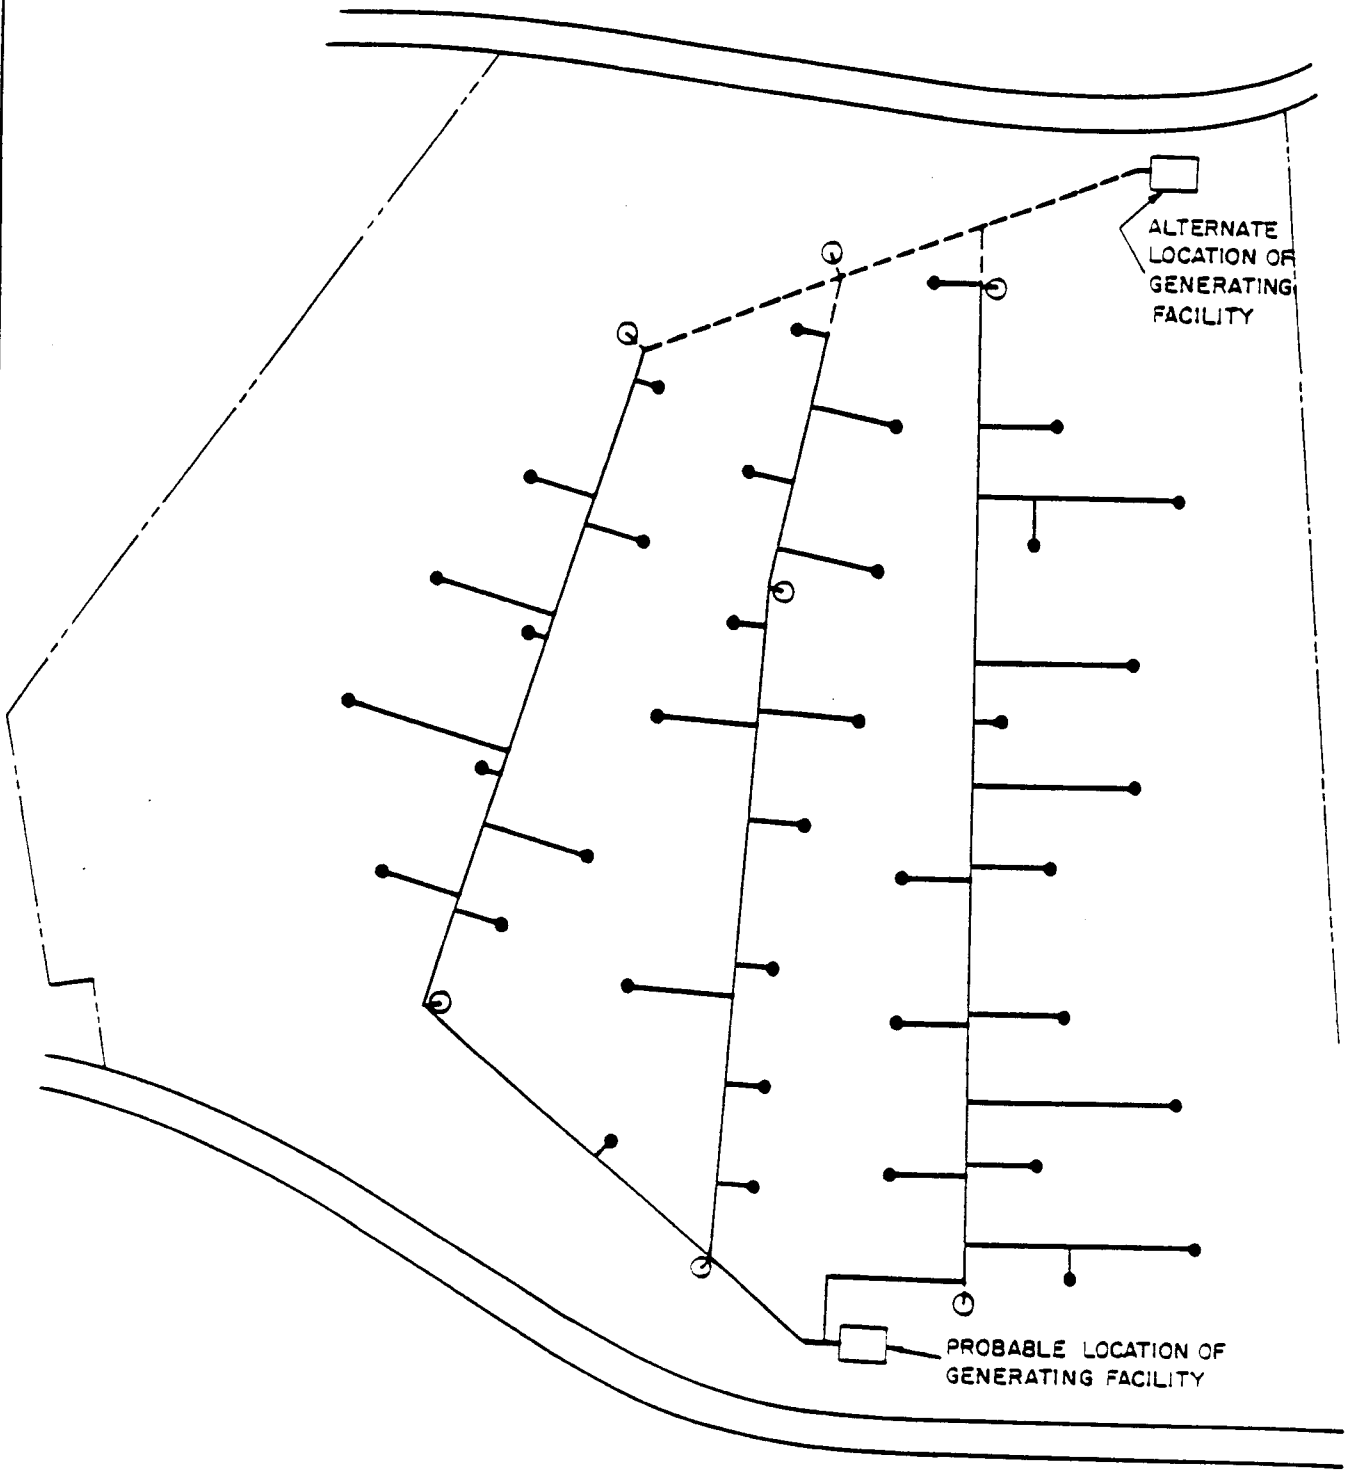 ALTERNATE
LOCATION OF
GENERATING
FACILITY
PROBABLE LOCATION OF
GENERATING FACILITY